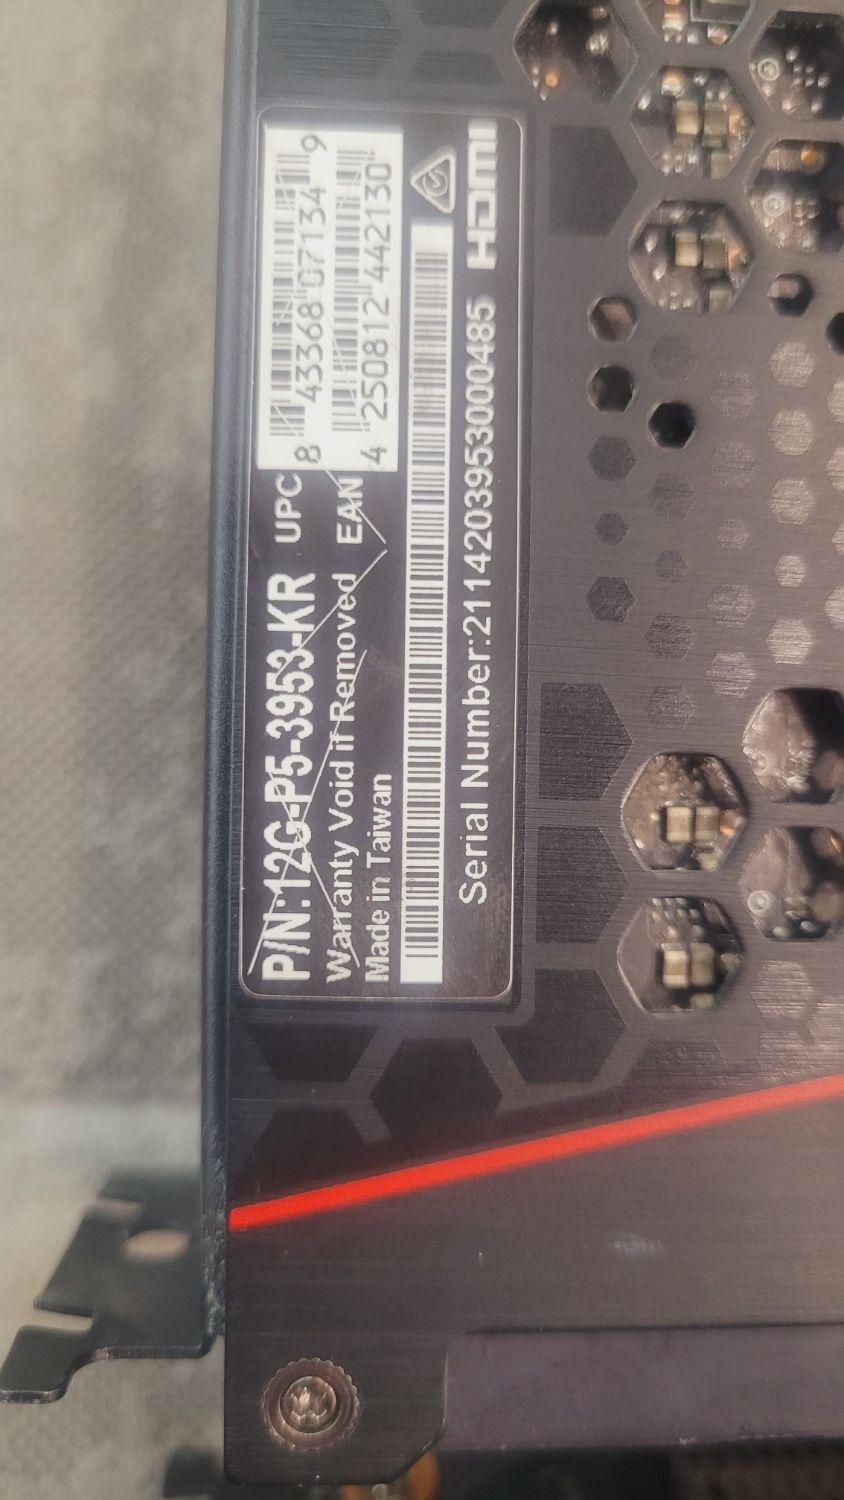 P/N:12G-P5-3953-KR UPC
8 43368 07134 9
Warranty Void if Removed EAN
Made in Taiwan
4 250812 442130
Serial Number:2114203953000485
HDMI